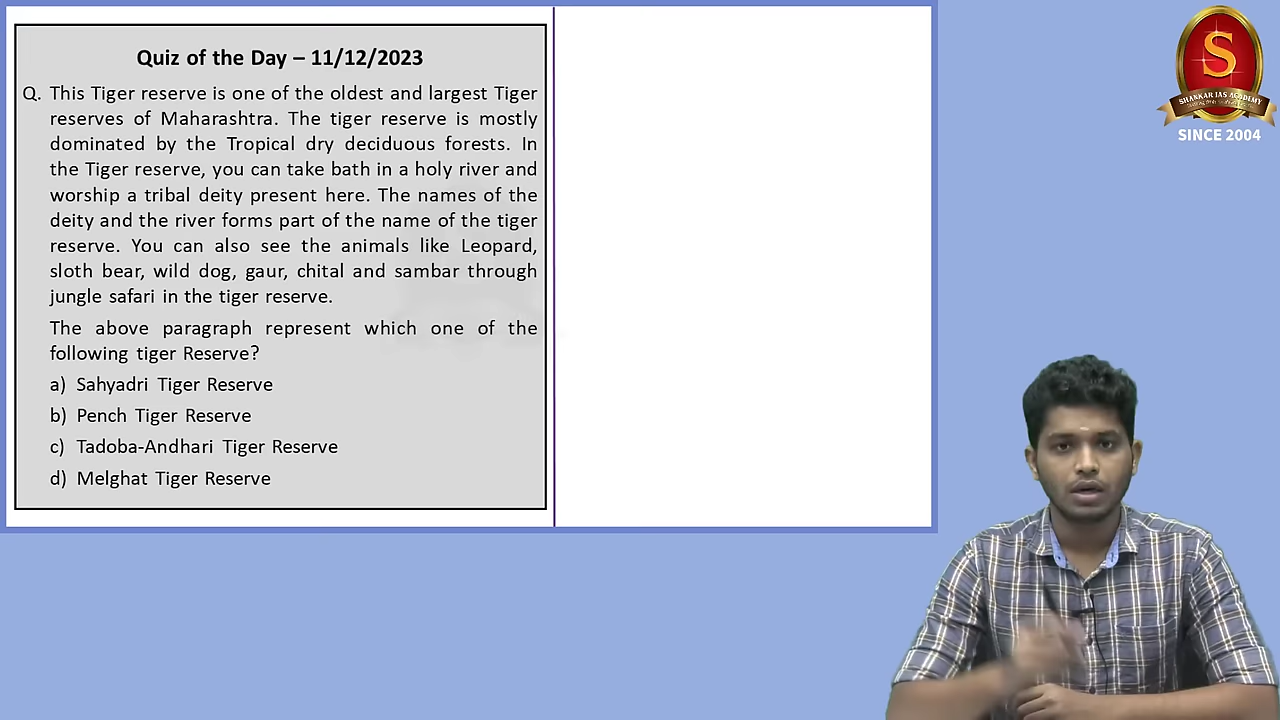 Quiz of the Day – 11/12/2023
Q. This Tiger reserve is one of the oldest and largest Tiger
reserves of Maharashtra. The tiger reserve is mostly
dominated by the Tropical dry deciduous forests. In
the Tiger reserve, you can take bath in a holy river and
worship a tribal deity present here. The names of the
deity and the river forms part of the name of the tiger
reserve. You can also see the animals like Leopard,
sloth bear, wild dog, gaur, chital and sambar through
jungle safari in the tiger reserve.
The above paragraph represent which one of the
following tiger Reserve?
a) Sahyadri Tiger Reserve
b) Pench Tiger Reserve
c) Tadoba-Andhari Tiger Reserve
d) Melghat Tiger Reserve
S
SHANKAR IAS ACADEMY
SINCE 2004